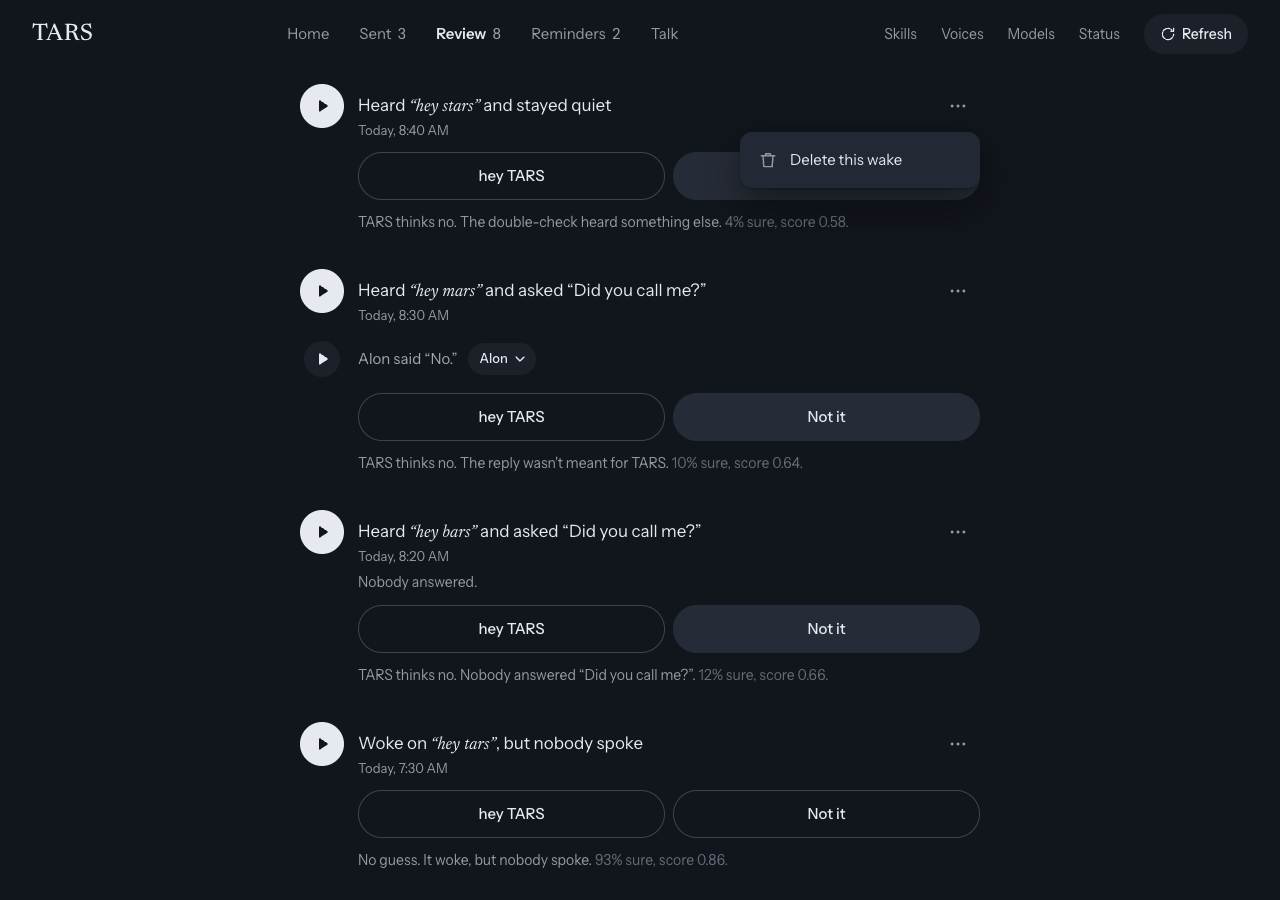 TARS
Home Sent 3 Review 8 Reminders 2 Talk Skills Voices Models Status Refresh
Heard “hey stars” and stayed quiet
Today, 8:40 AM
Delete this wake
hey TARS
TARS thinks no. The double-check heard something else. 4% sure, score 0.58.
Heard “hey mars” and asked “Did you call me?”
Today, 8:30 AM
Alon said “No.” Alon
hey TARS Not it
TARS thinks no. The reply wasn’t meant for TARS. 10% sure, score 0.64.
Heard “hey bars” and asked “Did you call me?”
Today, 8:20 AM
Nobody answered.
hey TARS Not it
TARS thinks no. Nobody answered “Did you call me?”. 12% sure, score 0.66.
Woke on “hey tars”, but nobody spoke
Today, 7:30 AM
hey TARS Not it
No guess. It woke, but nobody spoke. 93% sure, score 0.86.